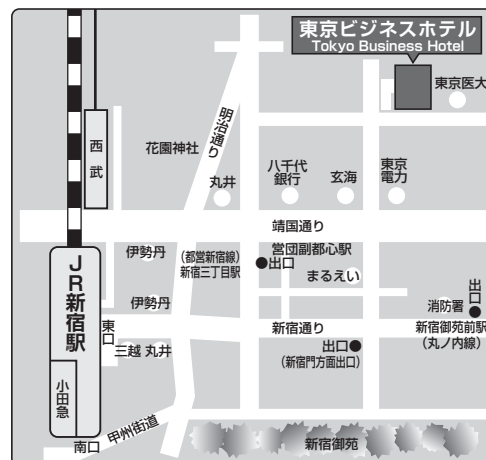 東京ビジネスホテル
Tokyo Business Hotel
東京医大
西武
明治通り
花園神社
丸井
八千代
銀行
玄海
東京
電力
靖国通り
伊勢丹
(都営新宿線)
新宿三丁目駅
営団副都心駅
●出口
まるえい
JR新宿駅
伊勢丹
消防署
出口●
東口
新宿通り
新宿御苑前駅
(丸ノ内線)
三越
丸井
出口●
(新宿門方面出口)
小田急
南口
甲州街道
新宿御苑